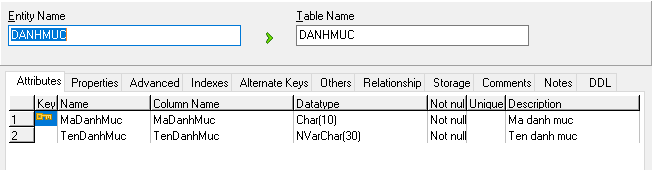 Entity Name Table Name
DANHMUC DANHMUC
Attributes Properties Advanced Indexes Alternate Keys Others Relationship Storage Comments Notes DDL
Key Name Column Name Datatype Not nul Unique Description
1 MaDanhMuc MaDanhMuc Char(10) Not null Ma danh muc
2 TenDanhMuc TenDanhMuc NVarChar(30) Not null Ten danh muc